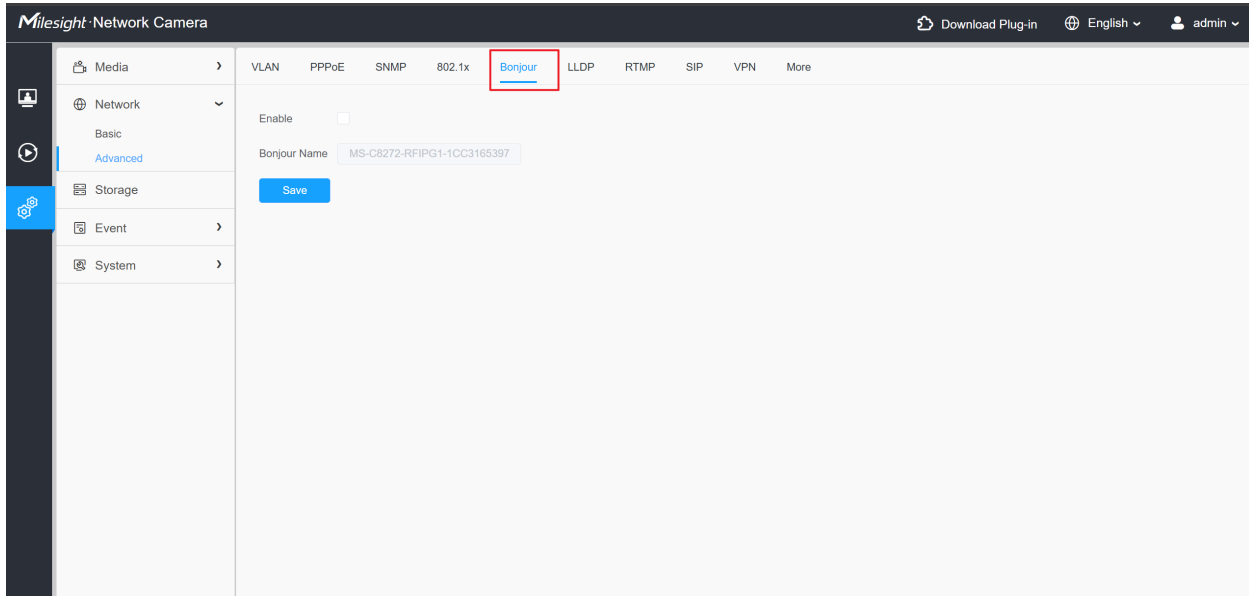 Milesight Network Camera
Download Plug-in
English
admin
Media
Network
Basic
Advanced
Storage
Event
System
VLAN PPPoE SNMP 802.1x Bonjour LLDP RTMP SIP VPN More
Enable
Bonjour Name MS-C8272-RFIPG1-1CC3165397
Save